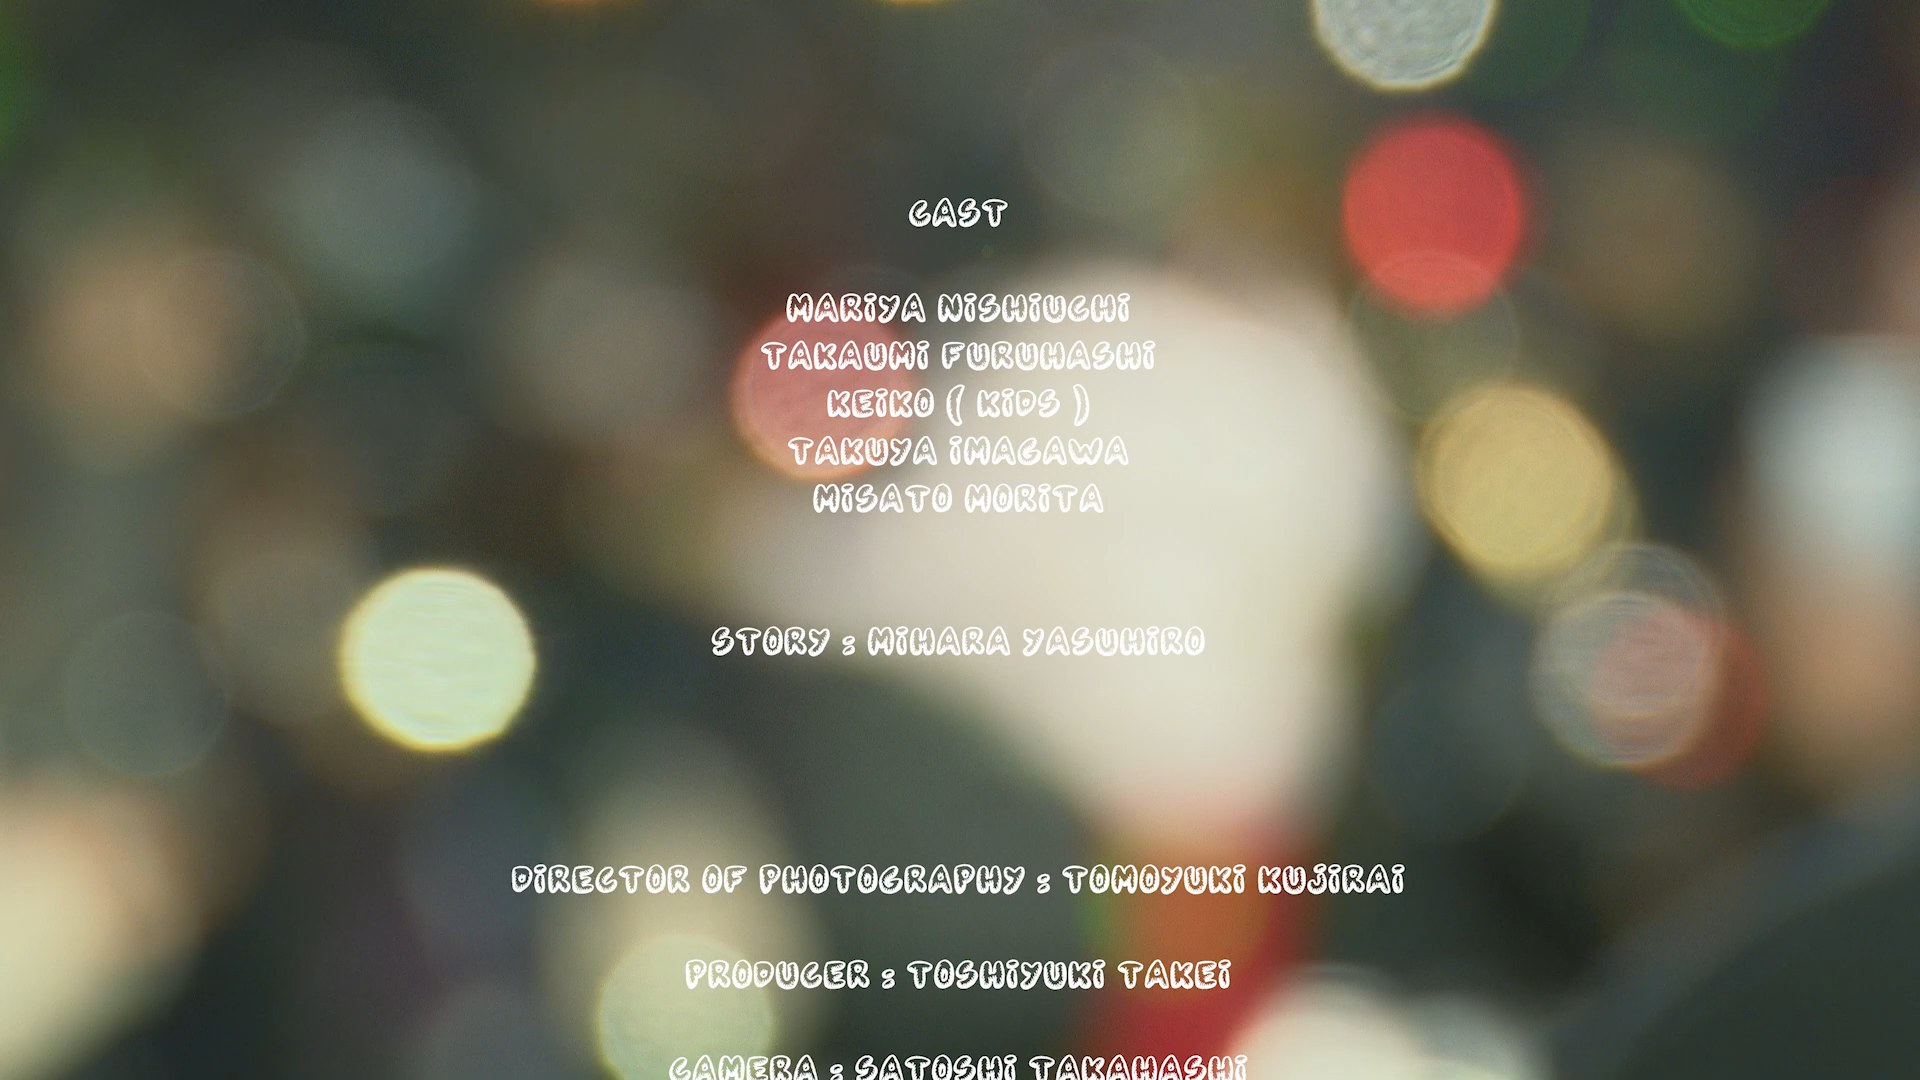 CAST
MARiYA NiSHiUCHi
TAKAUMi FURUHASHi
KEiKO ( KiDS )
TAKUYA iMAGAWA
MiSATO MORiTA
STORY : MiHARA YASUHiRO
DiRECTOR OF PHOTOGRAPHY : TOMOYUKi KUJiRAi
PRODUCER : TOSHiYUKi TAKEi
CAMERA : SATOSHi TAKAHASHi